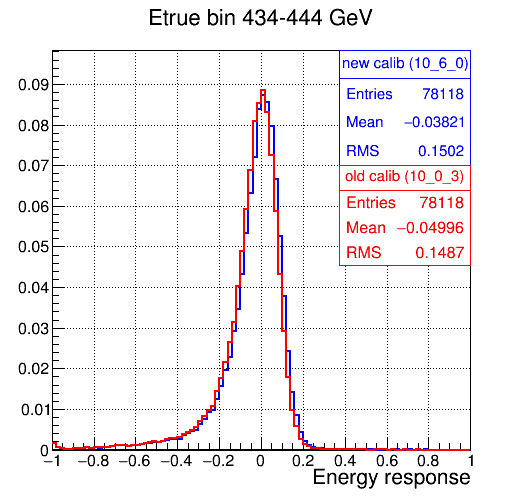 Etrue bin 434-444 GeV
new calib (10_6_0)
Entries 78118
Mean −0.03821
RMS 0.1502
old calib (10_0_3)
Entries 78118
Mean −0.04996
RMS 0.1487
0.09
0.08
0.07
0.06
0.05
0.04
0.03
0.02
0.01
0
−1 −0.8 −0.6 −0.4 −0.2 0 0.2 0.4 0.6 0.8 1
Energy response